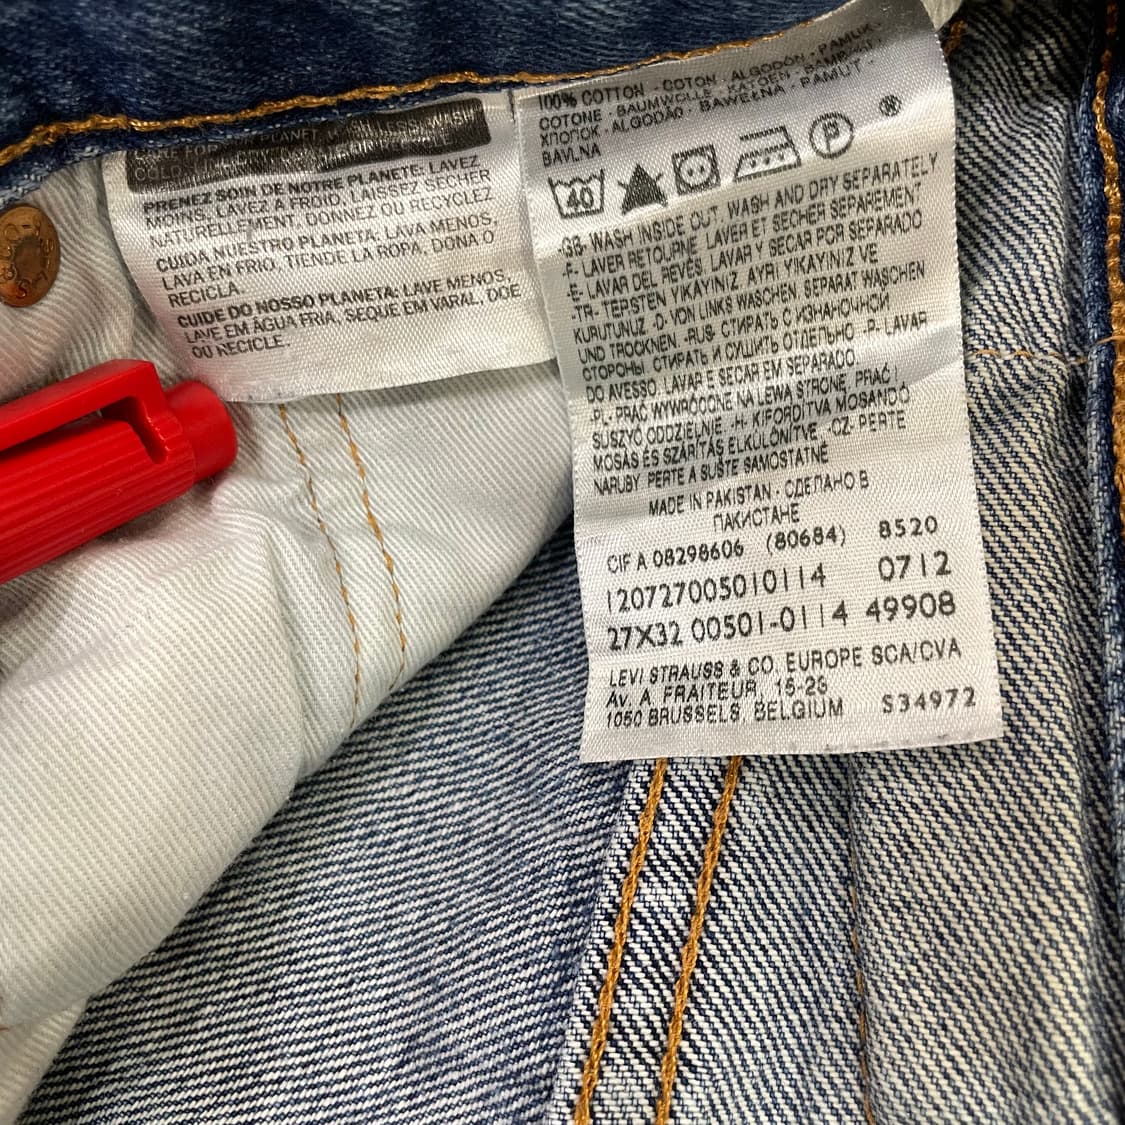 PRENEZ SOIN DE NOTRE PLANETE: LAVEZ
MOINS, LAVEZ A FROID, LAISSEZ SECHER
NATURELLEMENT, DONNEZ OU RECYCLEZ
CUIDA NUESTRO PLANETA: LAVA MENOS,
LAVA EN FRIO, TIENDE LA ROPA, DONA O
RECICLA.
CUIDE DO NOSSO PLANETA: LAVE MENOS,
LAVE EM ÁGUA FRIA, SEQUE EM VARAL, DOE
OU RECICLE.
100% COTTON - COTON - ALGODÓN - PAMUK -
COTONE - BAUMWOLLE - KATOEN -
ХЛОПОК - ALGODÃO - BAWEŁNA - PAMUT -
BAVLNA
40 P ®
-GB- WASH INSIDE OUT, WASH AND DRY SEPARATELY
-F- LAVER RETOURNE, LAVER ET SECHER SEPAREMENT
-E- LAVAR DEL REVÉS, LAVAR Y SECAR POR SEPARADO
-TR- TERSTEN YIKAYINIZ, AYRI YIKAYINIZ VE
KURUTUNUZ -D- VON LINKS WASCHEN, SEPARAT WASCHEN
UND TROCKNEN -RUS- СТИРАТЬ С ИЗНАНОЧНОЙ
СТОРОНЫ, СТИРАТЬ И СУШИТЬ ОТДЕЛЬНО -P- LAVAR
DO AVESSO, LAVAR E SECAR EM SEPARADO.
-PL- PRAĆ WYWRÓCONE NA LEWĄ STRONĘ, PRAĆ I
SUSZYĆ ODDZIELNIE -H- KIFORDÍTVA MOSANDÓ
MOSÁS ÉS SZÁRÍTÁS ELKÜLÖNÍTVE -CZ- PERTE
NARUBY PERTE A SUŠTE SAMOSTATNĚ
MADE IN PAKISTAN - СДЕЛАНО В
ПАКИСТАНЕ
CIF A 08298606 (80684) 8520
120727005010114 0712
27X32 00501-0114 49908
LEVI STRAUSS & CO. EUROPE SCA/CVA
AV. A. FRAITEUR, 15-23
1050 BRUSSELS, BELGIUM S34972